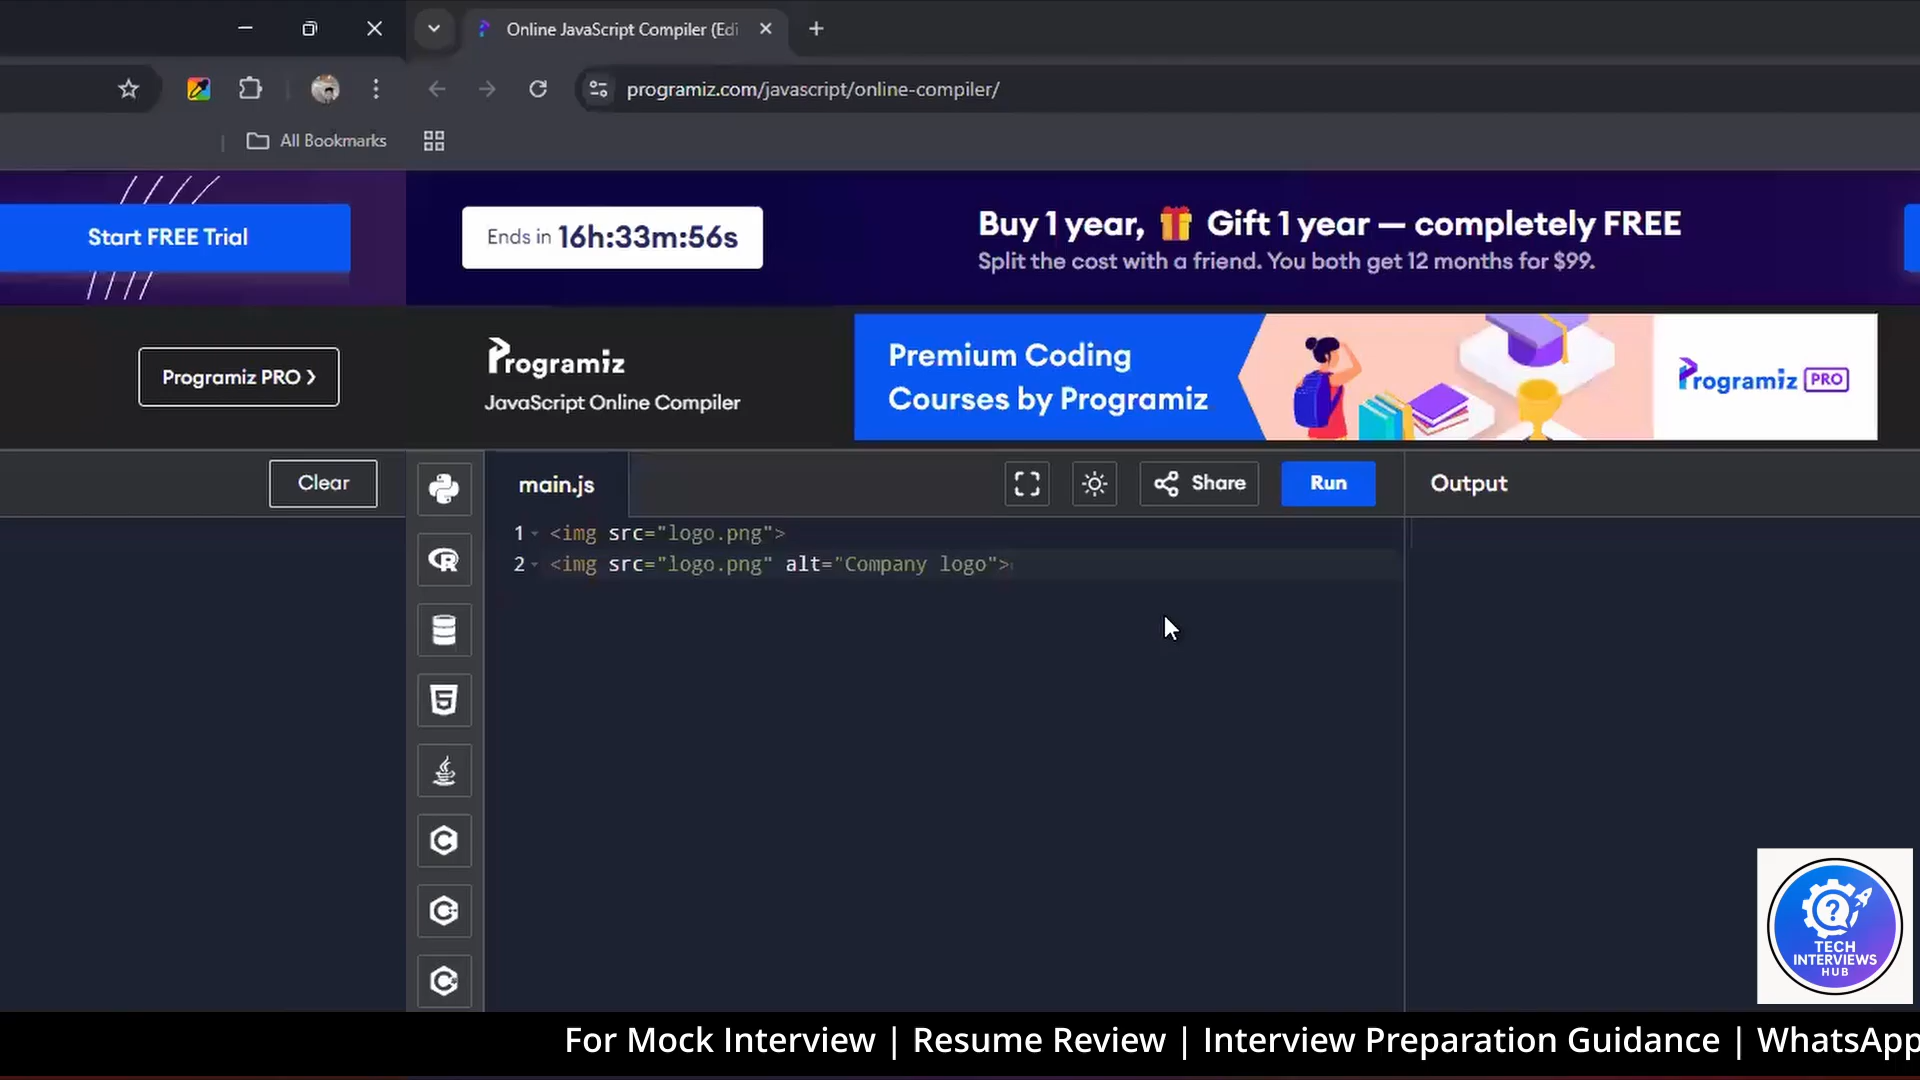 Online JavaScript Compiler (Edi
programiz.com/javascript/online-compiler/
All Bookmarks
Start FREE Trial
Ends in 16h:33m:56s
Buy 1 year, Gift 1 year — completely FREE
Split the cost with a friend. You both get 12 months for $99.
Programiz PRO ›
Programiz
JavaScript Online Compiler
Premium Coding
Courses by Programiz
Programiz PRO
Clear
main.js
Share
Run
Output
1 <img src="logo.png">
2 <img src="logo.png" alt="Company logo">
TECH
INTERVIEWS
HUB
For Mock Interview | Resume Review | Interview Preparation Guidance | WhatsApp